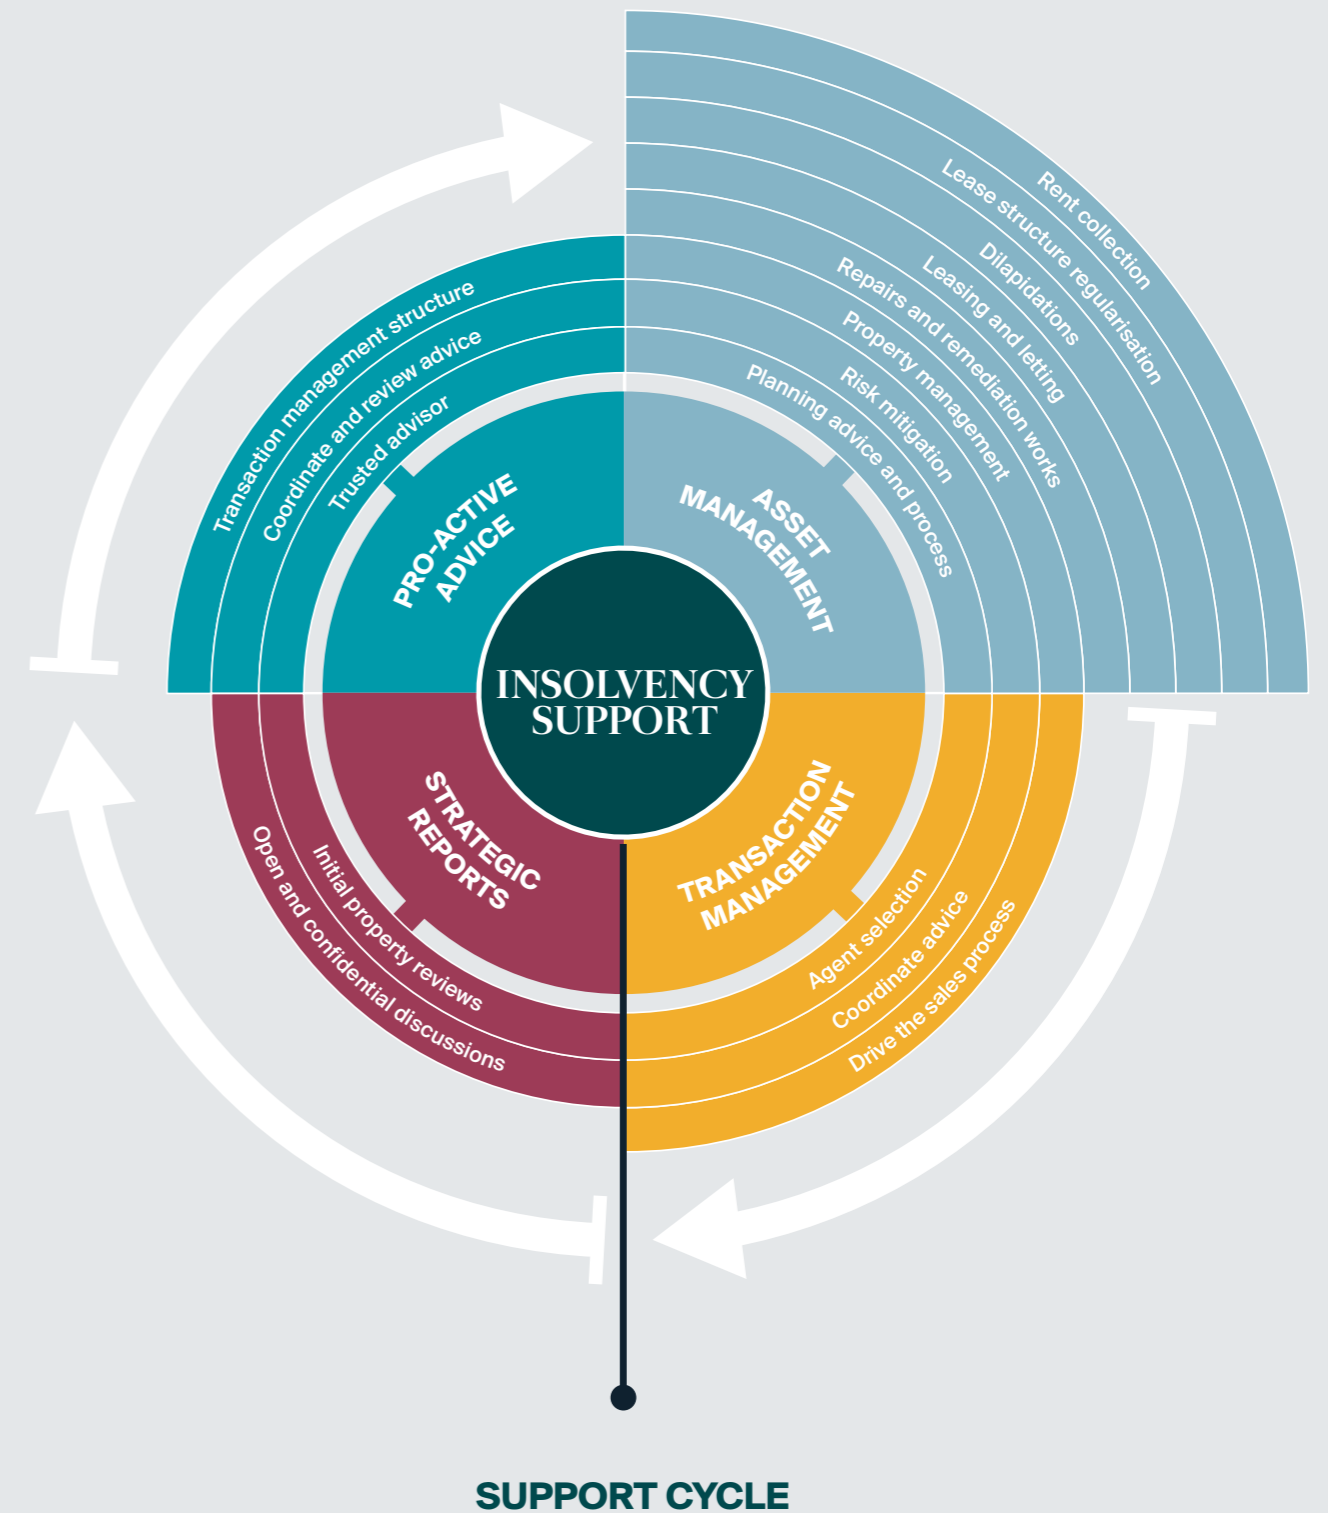 INSOLVENCY
SUPPORT
PRO-ACTIVE
ADVICE
Transaction management structure
Coordinate and review advice
Trusted advisor
ASSET
MANAGEMENT
Rent collection
Lease structure regularisation
Dilapidations
Leasing and letting
Repairs and remediation works
Property management
Risk mitigation
Planning advice and process
TRANSACTION
MANAGEMENT
Agent selection
Coordinate advice
Drive the sales process
STRATEGIC
REPORTS
Initial property reviews
Open and confidential discussions
SUPPORT CYCLE